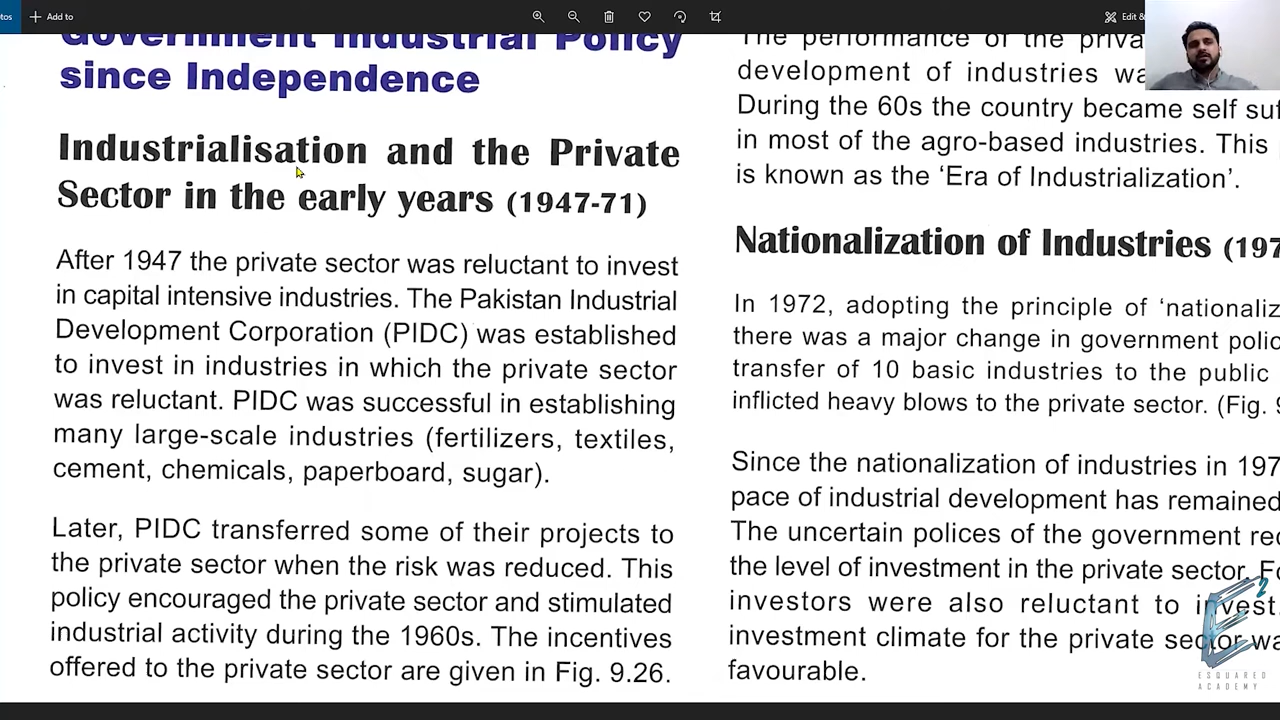 Add to
Edit &
Government Industrial Policy
since Independence
Industrialisation and the Private
Sector in the early years (1947-71)
After 1947 the private sector was reluctant to invest
in capital intensive industries. The Pakistan Industrial
Development Corporation (PIDC) was established
to invest in industries in which the private sector
was reluctant. PIDC was successful in establishing
many large-scale industries (fertilizers, textiles,
cement, chemicals, paperboard, sugar).
Later, PIDC transferred some of their projects to
the private sector when the risk was reduced. This
policy encouraged the private sector and stimulated
industrial activity during the 1960s. The incentives
offered to the private sector are given in Fig. 9.26.
The performance of the
development of industries
During the 60s the country became self
in most of the agro-based industries. This
is known as the 'Era of Industrialization'.
Nationalization of Industries
In 1972, adopting the principle of
there was a major change in government
transfer of 10 basic industries to the public
inflicted heavy blows to the private sector. (Fig.
Since the nationalization of industries in
pace of industrial development has remained
The uncertain polices of the government
the level of investment in the private sector.
investors were also reluctant to invest.
investment climate for the private sector
favourable.
E2
ESQUARED
ACADEMY